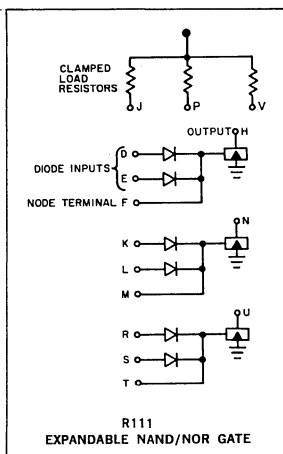 CLAMPED
LOAD
RESISTORS
J P V
OUTPUT H
D
DIODE INPUTS
E
NODE TERMINAL F
N
K
L
M
U
R
S
T
R111
EXPANDABLE NAND/NOR GATE